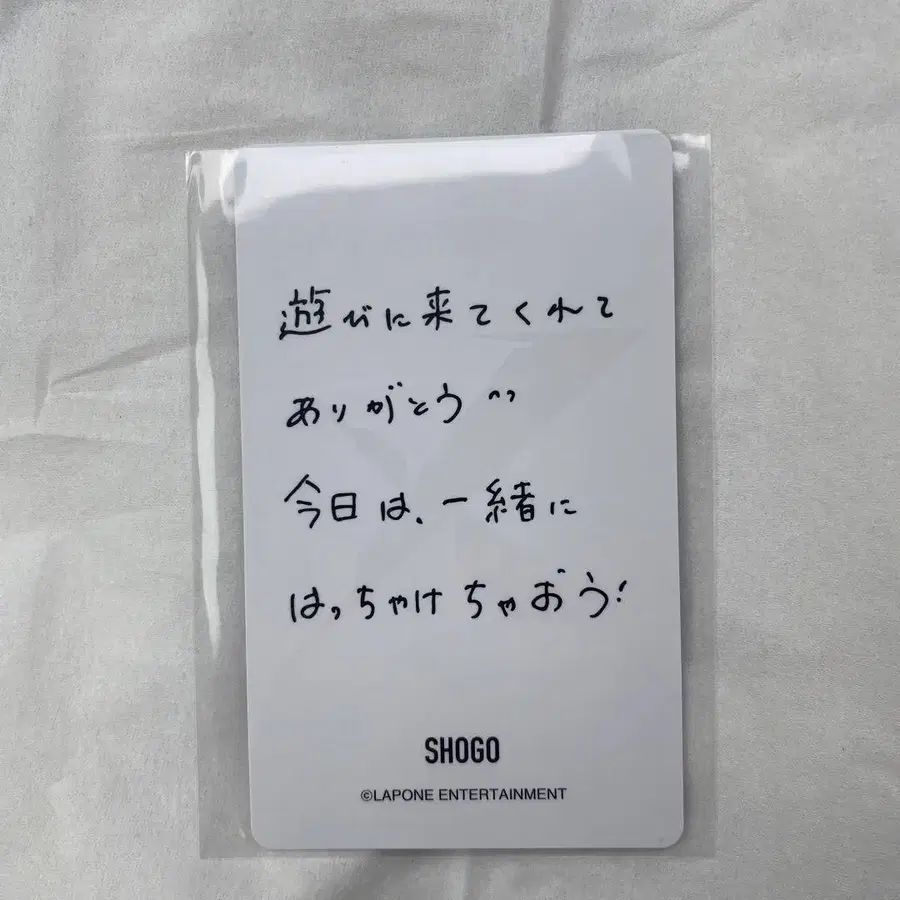 遊びに来てくれて
ありがとう ^^
今日は、一緒に
はっちゃけちゃおう!
SHOGO
©LAPONE ENTERTAINMENT